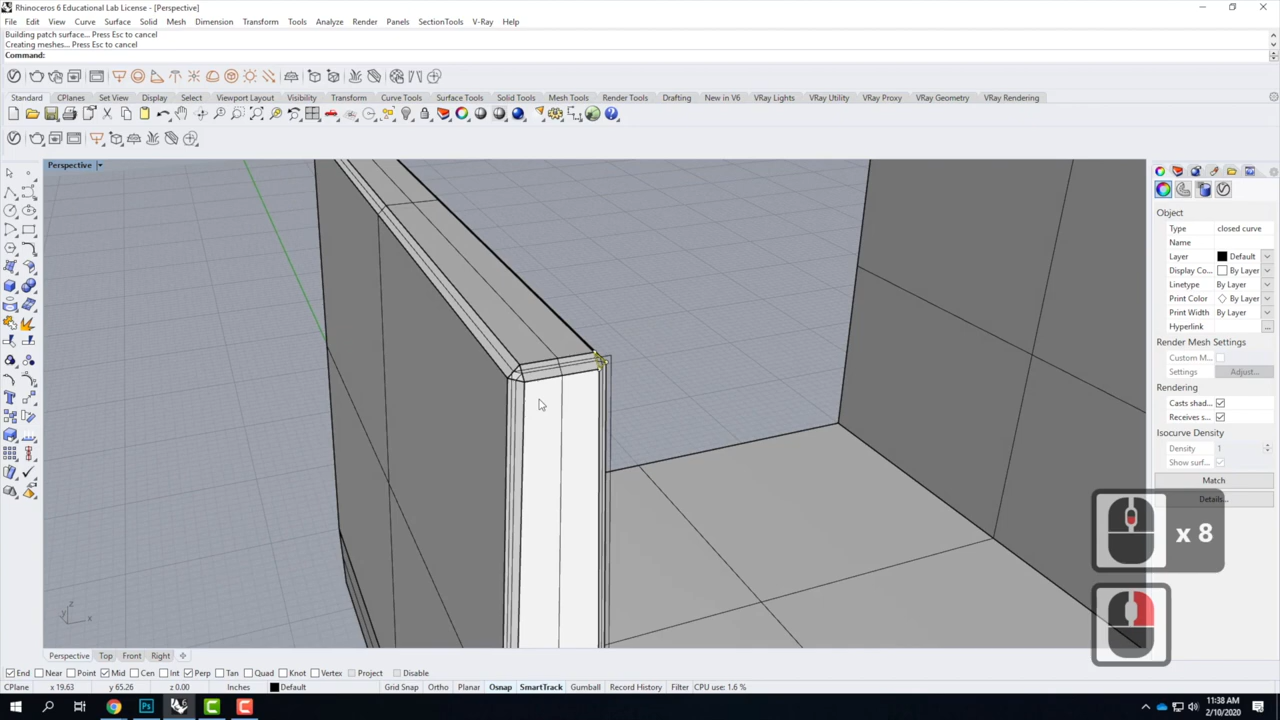 Rhinoceros 6 Educational Lab License - [Perspective]
File Edit View Curve Surface Solid Mesh Dimension Transform Tools Analyze Render Panels SectionTools V-Ray Help
Building patch surface... Press Esc to cancel
Creating meshes... Press Esc to cancel
Command:
Standard CPlanes Set View Display Select Viewport Layout Visibility Transform Curve Tools Surface Tools Solid Tools Mesh Tools Render Tools Drafting New in V6 VRay Lights VRay Utility VRay Proxy VRay Geometry VRay Rendering
Perspective
Object
Type closed curve
Name
Layer Default
Display Co... By Layer
Linetype By Layer
Print Color By Layer
Print Width By Layer
Hyperlink ...
Render Mesh Settings
Custom M...
Settings Adjust...
Rendering
Casts shad...
Receives s...
Isocurve Density
Density 1
Show surf...
Match
Details...
x 8
z
y
x
Perspective Top Front Right
End Near Point Mid Cen Int Perp Tan Quad Knot Vertex Project Disable
CPlane x 19.63 y 65.26 z 0.00 Inches Default Grid Snap Ortho Planar Osnap SmartTrack Gumball Record History Filter CPU use: 1.6 %
11:38 AM
2/10/2020